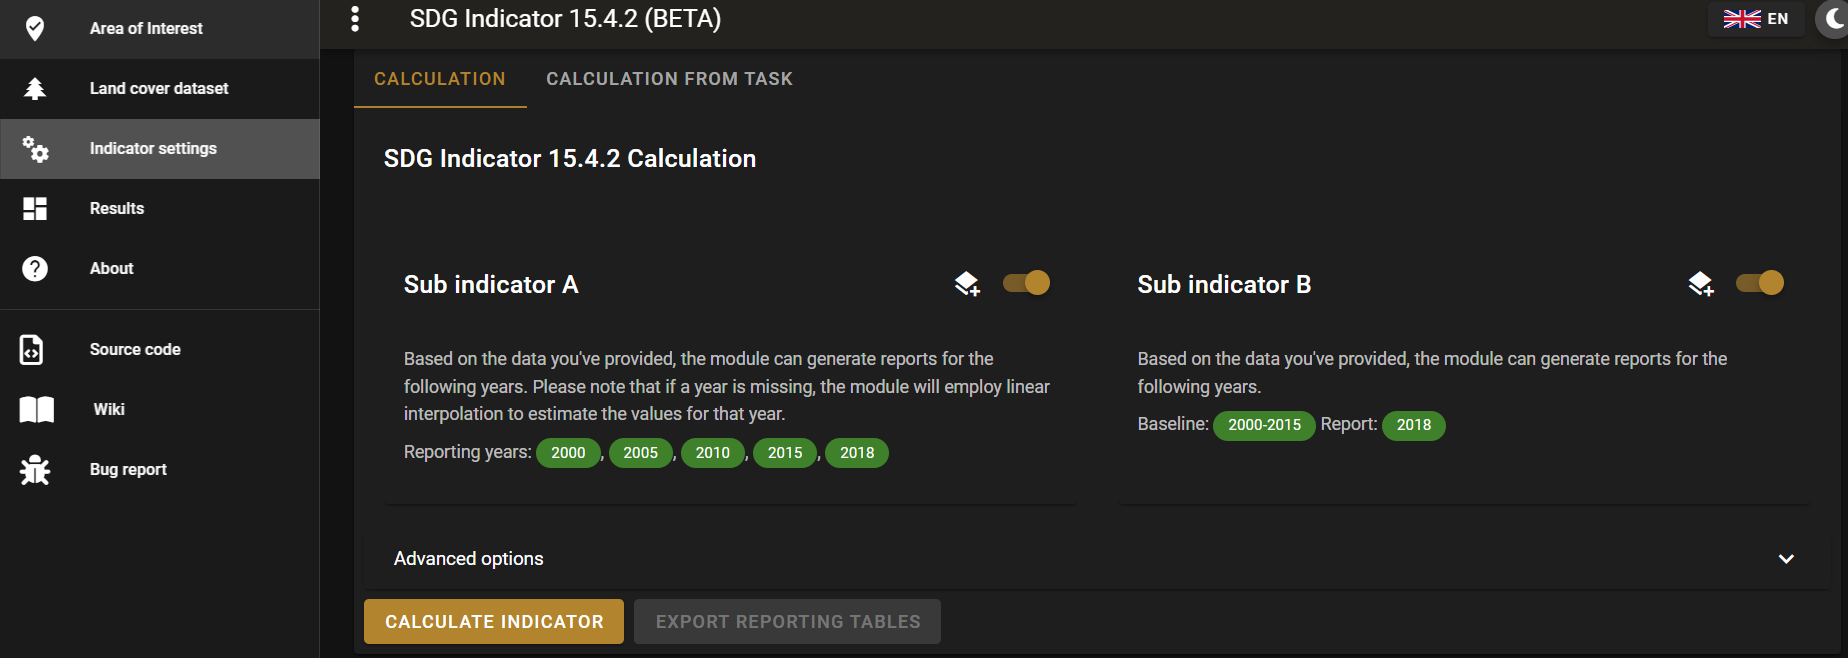 Area of Interest
Land cover dataset
Indicator settings
Results
About
Source code
Wiki
Bug report
SDG Indicator 15.4.2 (BETA)
EN
CALCULATION
CALCULATION FROM TASK
SDG Indicator 15.4.2 Calculation
Sub indicator A
Based on the data you've provided, the module can generate reports for the
following years. Please note that if a year is missing, the module will employ linear
interpolation to estimate the values for that year.
Reporting years: 2000, 2005, 2010, 2015, 2018
Sub indicator B
Based on the data you've provided, the module can generate reports for the
following years.
Baseline: 2000-2015 Report: 2018
Advanced options
CALCULATE INDICATOR
EXPORT REPORTING TABLES